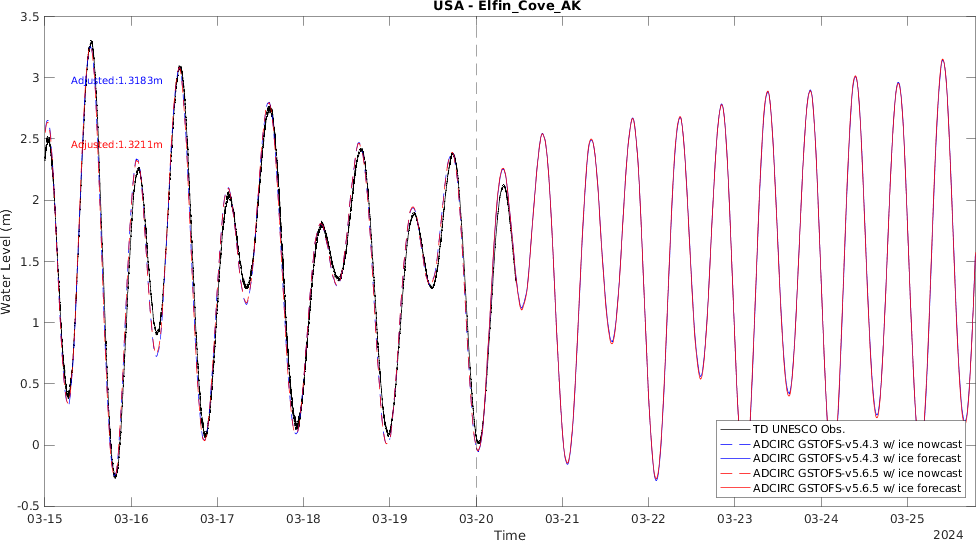 USA - Elfin_Cove_AK
3.5
3
2.5
2
1.5
1
0.5
0
-0.5
Water Level (m)
Adjusted:1.3183m
Adjusted:1.3211m
TD UNESCO Obs.
ADCIRC GSTOFS-v5.4.3 w/ ice nowcast
ADCIRC GSTOFS-v5.4.3 w/ ice forecast
ADCIRC GSTOFS-v5.6.5 w/ ice nowcast
ADCIRC GSTOFS-v5.6.5 w/ ice forecast
03-15 03-16 03-17 03-18 03-19 03-20 03-21 03-22 03-23 03-24 03-25
Time
2024